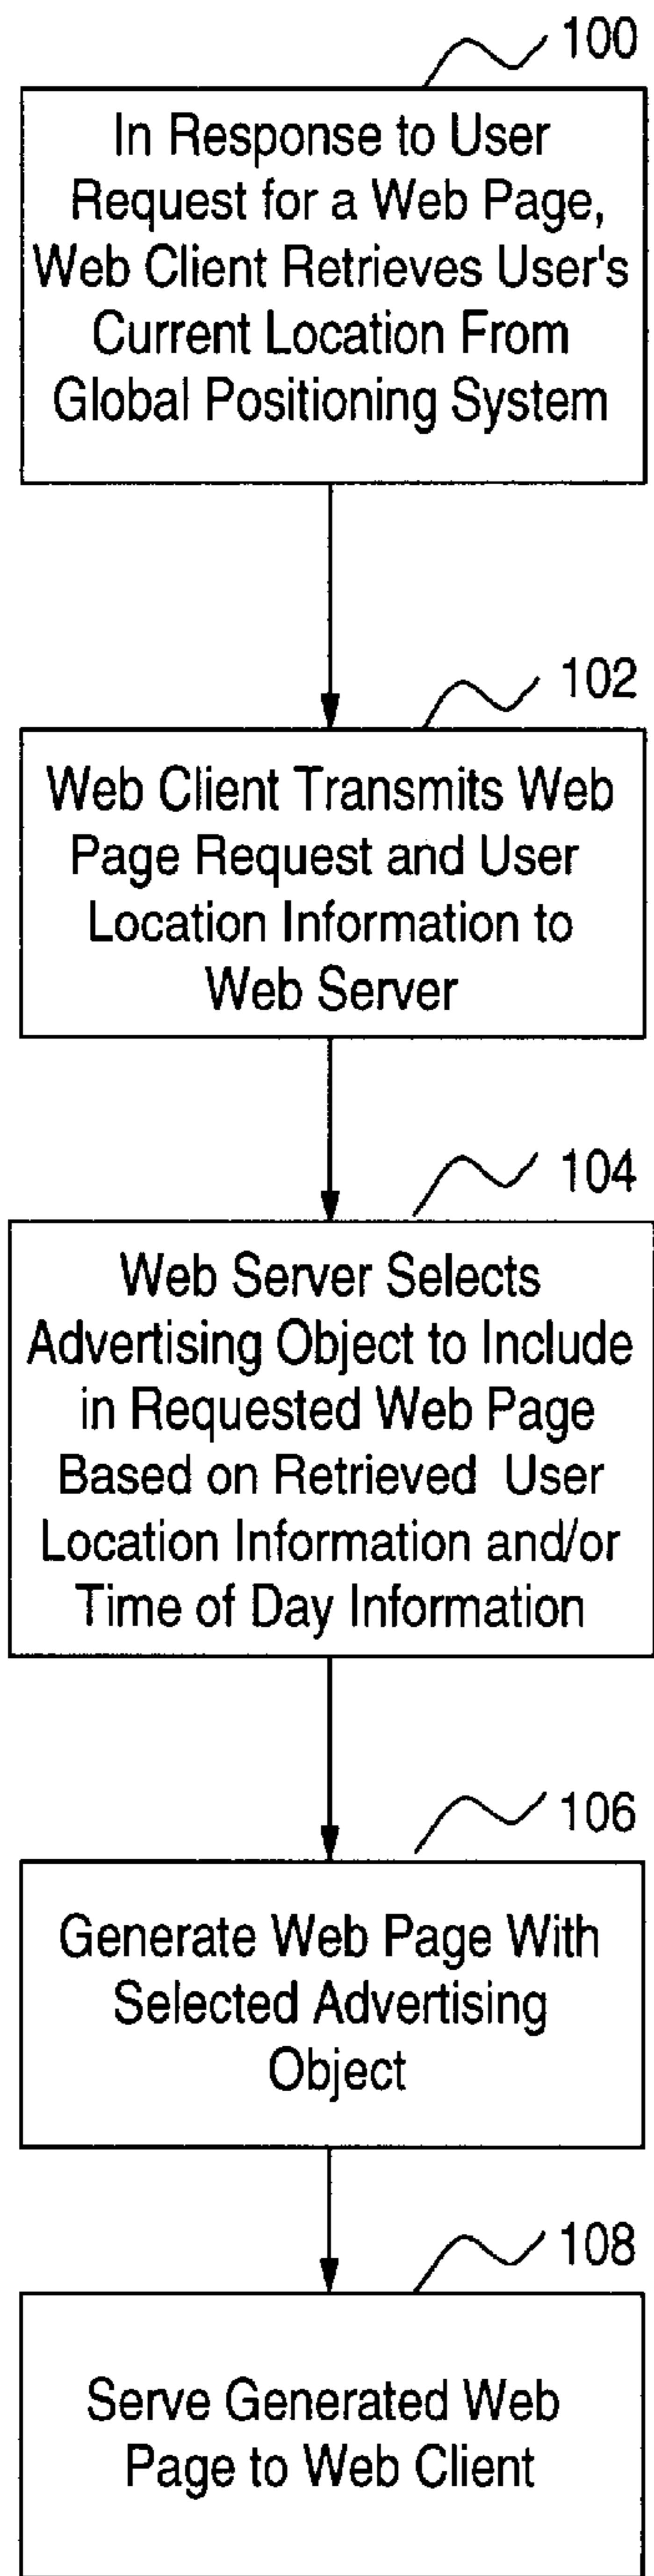 100
In Response to User
Request for a Web Page,
Web Client Retrieves User's
Current Location From
Global Positioning System
102
Web Client Transmits Web
Page Request and User
Location Information to
Web Server
104
Web Server Selects
Advertising Object to Include
in Requested Web Page
Based on Retrieved User
Location Information and/or
Time of Day Information
106
Generate Web Page With
Selected Advertising
Object
108
Serve Generated Web
Page to Web Client